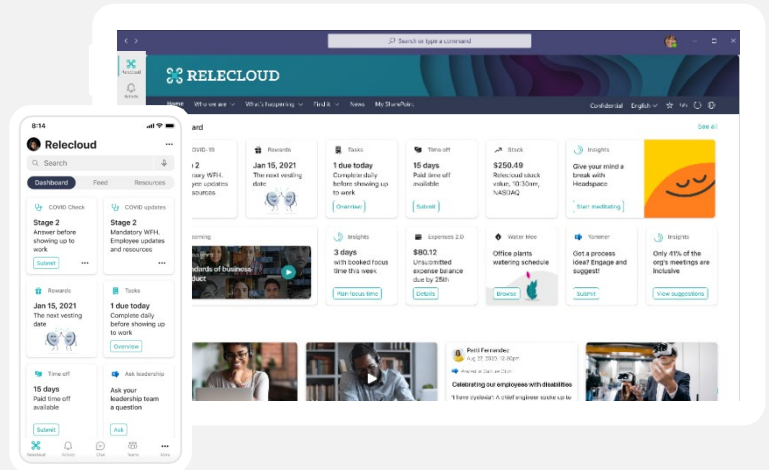 Search or type a command
Relecloud
Activity
RELECLOUD
Home Who we are What's happening Find it News My SharePoint
Confidential English
See all
Rewards
Jan 15, 2021
The next vesting
date
Tasks
1 due today
Complete daily
before showing up
to work
Overview
Time off
15 days
Paid time off
available
Submit
Stock
$250.49
Relecloud stock
value, 10:30am,
NASDAQ
Insights
Give your mind a
break with
Headspace
Start meditating
Insights
3 days
with booked focus
time this week
Plan focus time
Expenses 2.0
$80.12
Unsubmitted
expense balance
due by 25th
Details
Water Mee
Office plants
watering schedule
Browse
Yammer
Got a process
idea? Engage and
suggest!
Submit
Insights
Only 41% of the
org's meetings are
inclusive
View suggestions
Patti Fernandez
Celebrating our employees with disabilities
8:14
Relecloud
Search
Dashboard Feed Resources
COVID Check
Stage 2
Answer before
showing up to
work
Submit
COVID updates
Stage 2
Mandatory WFH.
Employee updates
and resources
Rewards
Jan 15, 2021
The next vesting
date
Tasks
1 due today
Complete daily
before showing up
to work
Overview
Time off
15 days
Paid time off
available
Submit
Ask leadership
Ask your
leadership team
a question
Ask
Relecloud Activity Chat Teams More